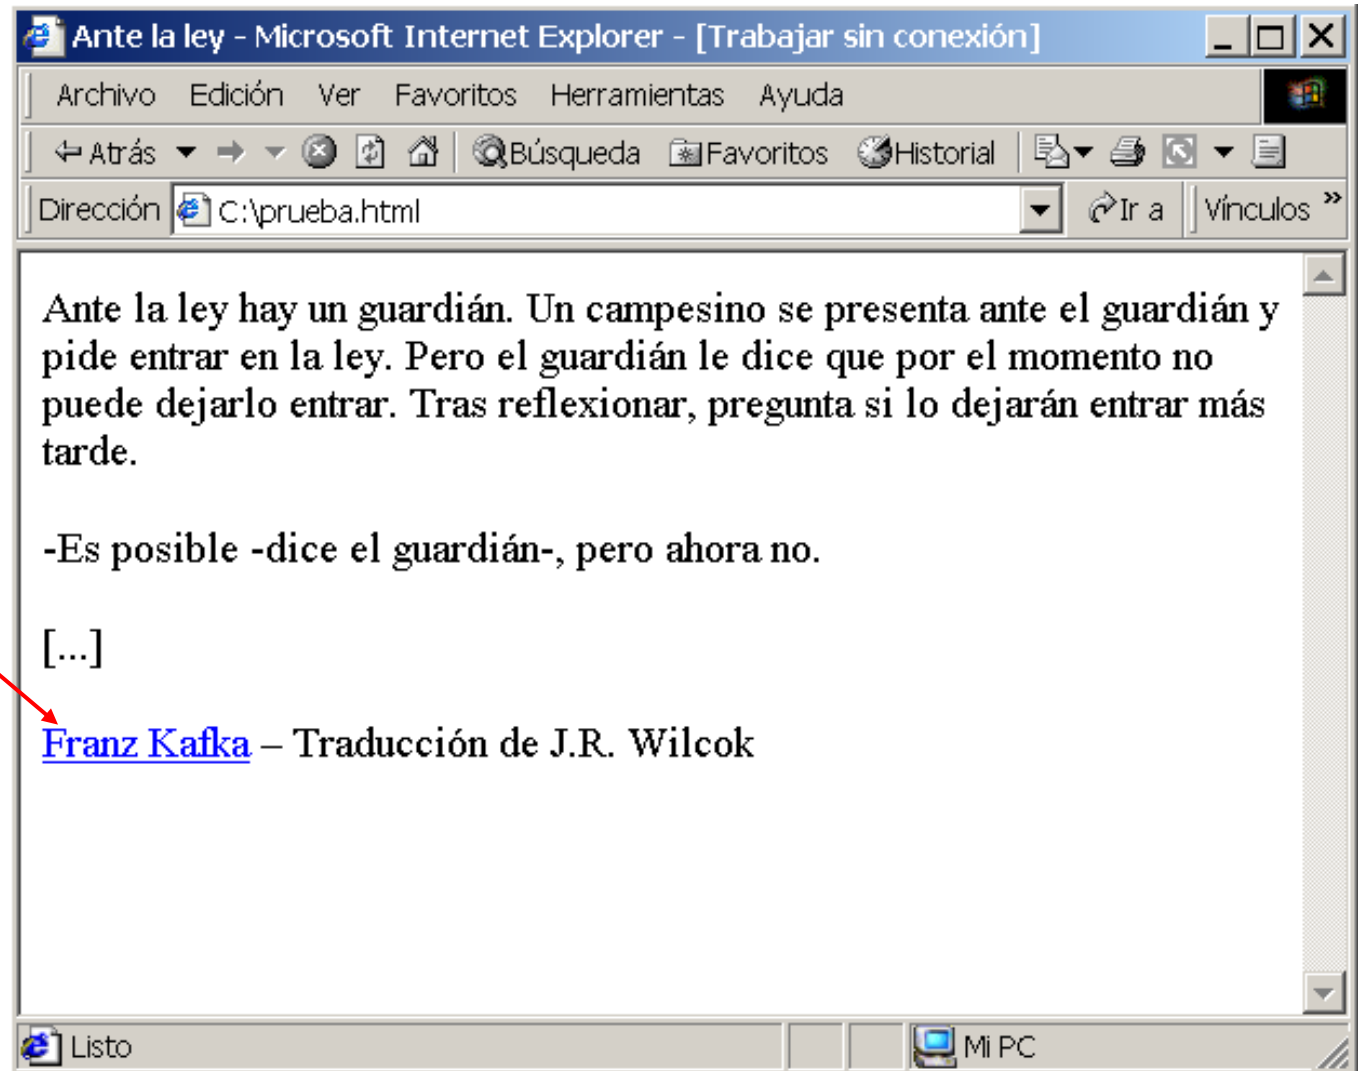 Ante la ley - Microsoft Internet Explorer - [Trabajar sin conexión]
Archivo Edición Ver Favoritos Herramientas Ayuda
Atrás Búsqueda Favoritos Historial
Dirección C:\prueba.html Ir a Vínculos »
Ante la ley hay un guardián. Un campesino se presenta ante el guardián y
pide entrar en la ley. Pero el guardián le dice que por el momento no
puede dejarlo entrar. Tras reflexionar, pregunta si lo dejarán entrar más
tarde.
-Es posible -dice el guardián-, pero ahora no.
[...]
Franz Kafka – Traducción de J.R. Wilcok
Listo Mi PC